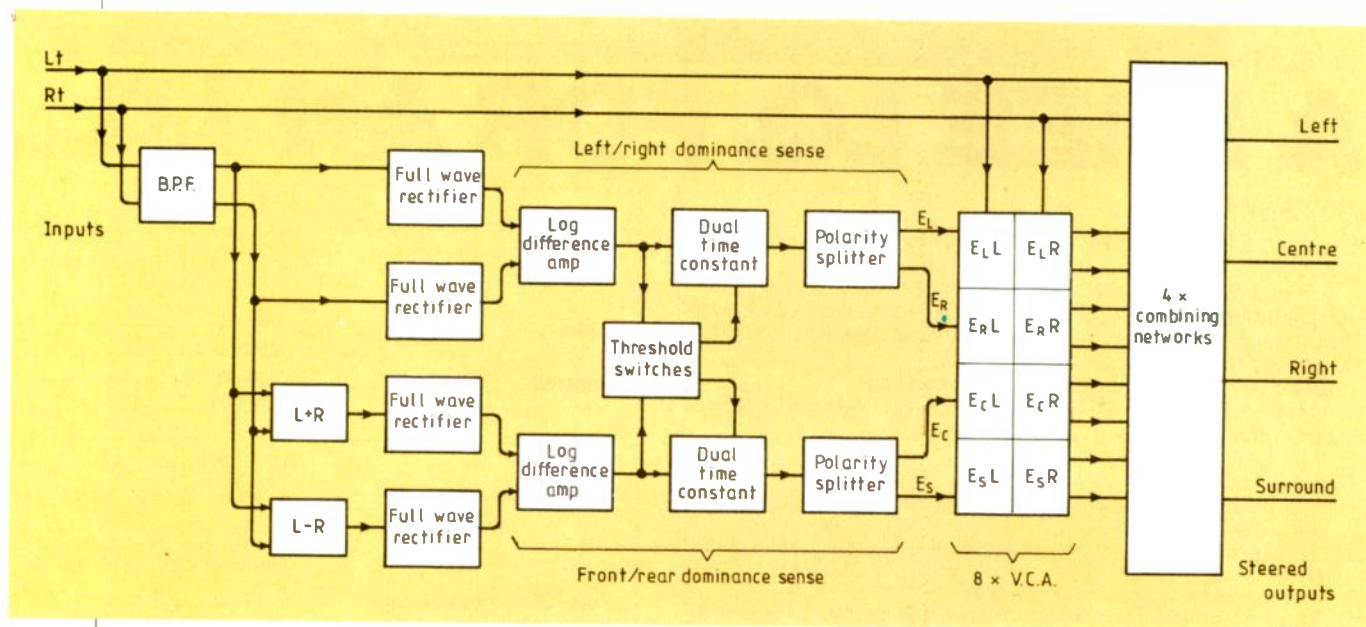 Lt
Rt
Inputs
B.P.F.
L+R
L-R
Full wave
rectifier
Full wave
rectifier
Full wave
rectifier
Full wave
rectifier
Left/right dominance sense
Log
difference
amp
Dual
time
constant
Polarity
splitter
Threshold
switches
Log
difference
amp
Dual
time
constant
Polarity
splitter
Front/rear dominance sense
EL
ER
EC
ES
ELL ELR
ERL ERR
ECL ECR
ESL ESR
8 x V.C.A.
4 x
combining
networks
Left
Centre
Right
Surround
Steered
outputs